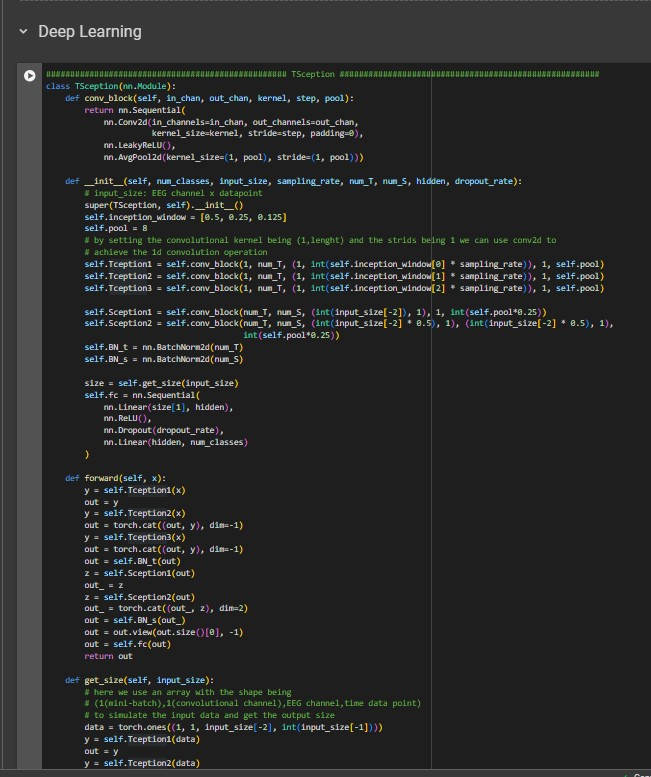 Deep Learning
################################################## TSception ######################################################
class TSception(nn.Module):
    def conv_block(self, in_chan, out_chan, kernel, step, pool):
        return nn.Sequential(
            nn.Conv2d(in_channels=in_chan, out_channels=out_chan,
                      kernel_size=kernel, stride=step, padding=0),
            nn.LeakyReLU(),
            nn.AvgPool2d(kernel_size=(1, pool), stride=(1, pool)))
    def __init__(self, num_classes, input_size, sampling_rate, num_T, num_S, hidden, dropout_rate):
        # input_size: EEG channel x datapoint
        super(TSception, self).__init__()
        self.inception_window = [0.5, 0.25, 0.125]
        self.pool = 8
        # by setting the convolutional kernel being (1,lenght) and the strids being 1 we can use conv2d to
        # achieve the 1d convolution operation
        self.Tception1 = self.conv_block(1, num_T, (1, int(self.inception_window[0] * sampling_rate)), 1, self.pool)
        self.Tception2 = self.conv_block(1, num_T, (1, int(self.inception_window[1] * sampling_rate)), 1, self.pool)
        self.Tception3 = self.conv_block(1, num_T, (1, int(self.inception_window[2] * sampling_rate)), 1, self.pool)
        self.Sception1 = self.conv_block(num_T, num_S, (int(input_size[-2]), 1), 1, int(self.pool*0.25))
        self.Sception2 = self.conv_block(num_T, num_S, (int(input_size[-2] * 0.5), 1), (int(input_size[-2] * 0.5), 1),
                                         int(self.pool*0.25))
        self.BN_t = nn.BatchNorm2d(num_T)
        self.BN_s = nn.BatchNorm2d(num_S)
        size = self.get_size(input_size)
        self.fc = nn.Sequential(
            nn.Linear(size[1], hidden),
            nn.ReLU(),
            nn.Dropout(dropout_rate),
            nn.Linear(hidden, num_classes)
        )
    def forward(self, x):
        y = self.Tception1(x)
        out = y
        y = self.Tception2(x)
        out = torch.cat((out, y), dim=-1)
        y = self.Tception3(x)
        out = torch.cat((out, y), dim=-1)
        out = self.BN_t(out)
        z = self.Sception1(out)
        out_ = z
        z = self.Sception2(out)
        out_ = torch.cat((out_, z), dim=2)
        out = self.BN_s(out_)
        out = out.view(out.size()[0], -1)
        out = self.fc(out)
        return out
    def get_size(self, input_size):
        # here we use an array with the shape being
        # (1(mini-batch),1(convolutional channel),EEG channel,time data point)
        # to simulate the input data and get the output size
        data = torch.ones((1, 1, input_size[-2], int(input_size[-1])))
        y = self.Tception1(data)
        out = y
        y = self.Tception2(data)